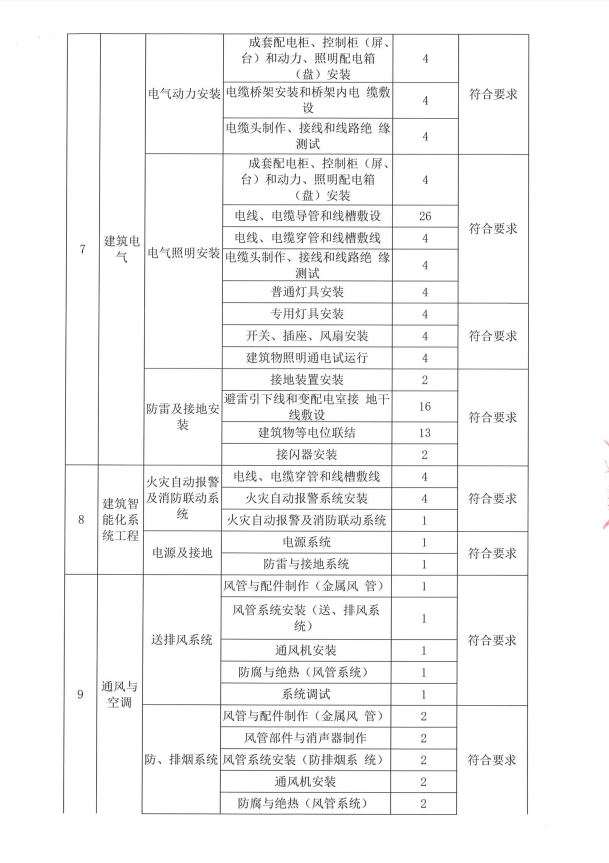 成套配电柜、控制柜（屏、
台）和动力、照明配电箱
（盘）安装
4
电气动力安装
电缆桥架安装和桥架内电 缆敷
设
4
符合要求
电缆头制作、接线和线路绝 缘
测试
4
7
建筑电
气
电气照明安装
成套配电柜、控制柜（屏、
台）和动力、照明配电箱
（盘）安装
4
电线、电缆导管和线槽敷设
26
电线、电缆穿管和线槽敷线
4
电缆头制作、接线和线路绝 缘
测试
4
普通灯具安装
4
符合要求
专用灯具安装
4
开关、插座、风扇安装
4
建筑物照明通电试运行
4
符合要求
防雷及接地安
装
接地装置安装
2
避雷引下线和变配电室接 地干
线敷设
16
建筑物等电位联结
13
接闪器安装
2
符合要求
8
建筑智
能化系
统工程
火灾自动报警
及消防联动系
统
电线、电缆穿管和线槽敷线
4
火灾自动报警系统安装
4
火灾自动报警及消防联动系统
1
符合要求
电源及接地
电源系统
1
防雷与接地系统
1
符合要求
9
通风与
空调
送排风系统
风管与配件制作（金属风 管）
1
风管系统安装（送、排风系
统）
1
通风机安装
1
防腐与绝热（风管系统）
1
系统调试
1
符合要求
防、排烟系统
风管与配件制作（金属风 管）
2
风管部件与消声器制作
2
风管系统安装（防排烟系 统）
2
通风机安装
2
防腐与绝热（风管系统）
2
符合要求